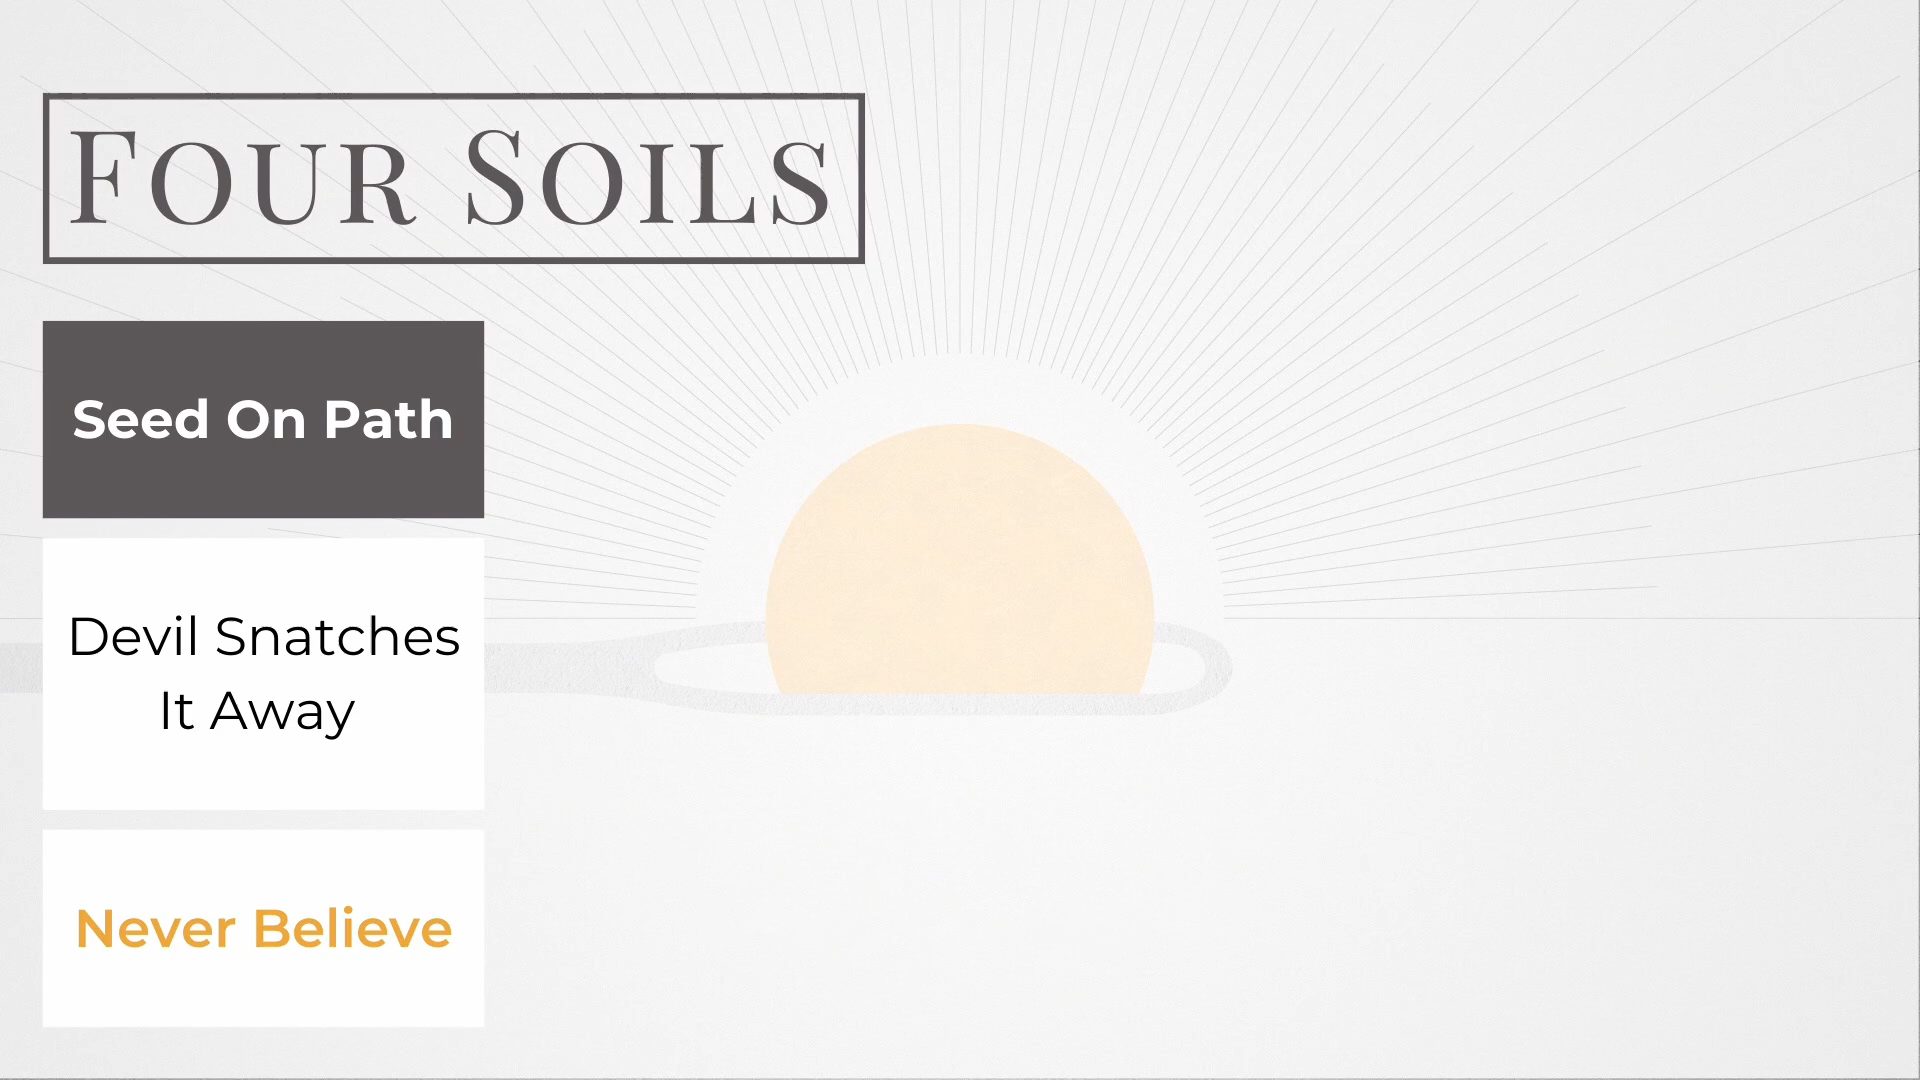 Four Soils
Seed On Path
Devil Snatches
It Away
Never Believe